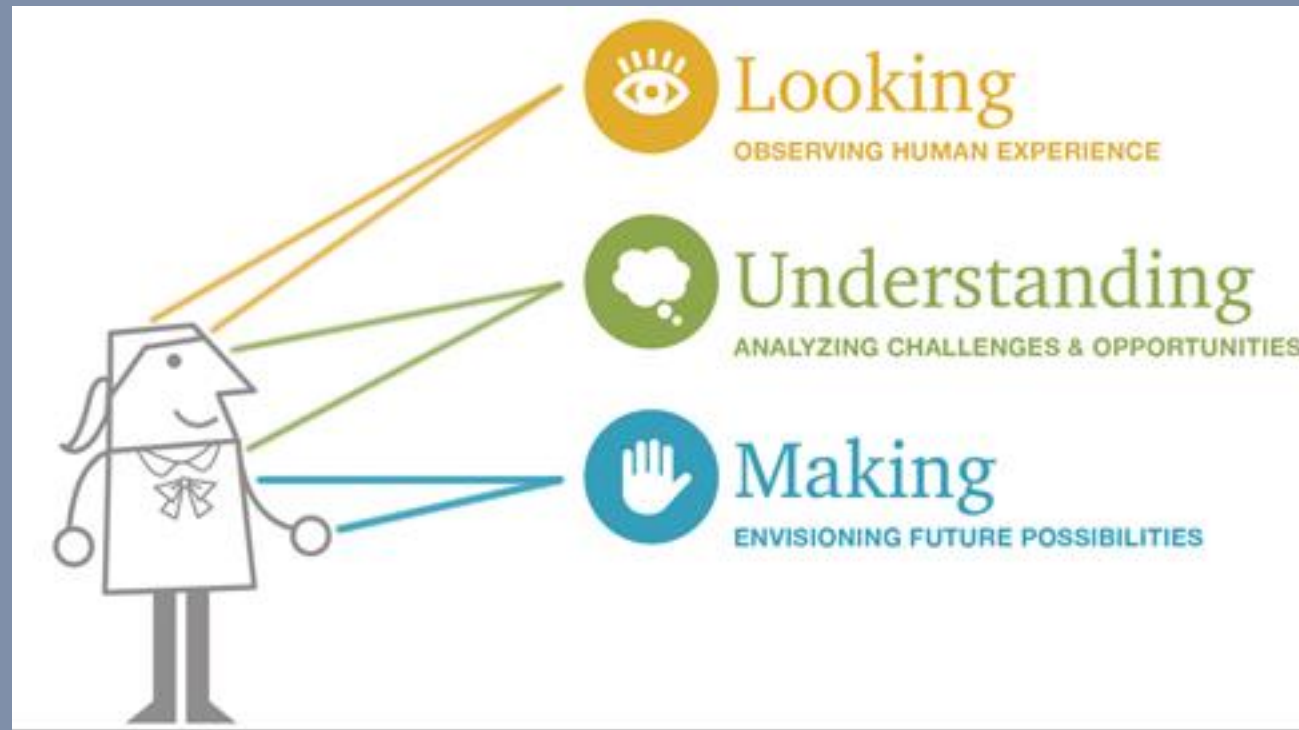 Looking
OBSERVING HUMAN EXPERIENCE
Understanding
ANALYZING CHALLENGES & OPPORTUNITIES
Making
ENVISIONING FUTURE POSSIBILITIES